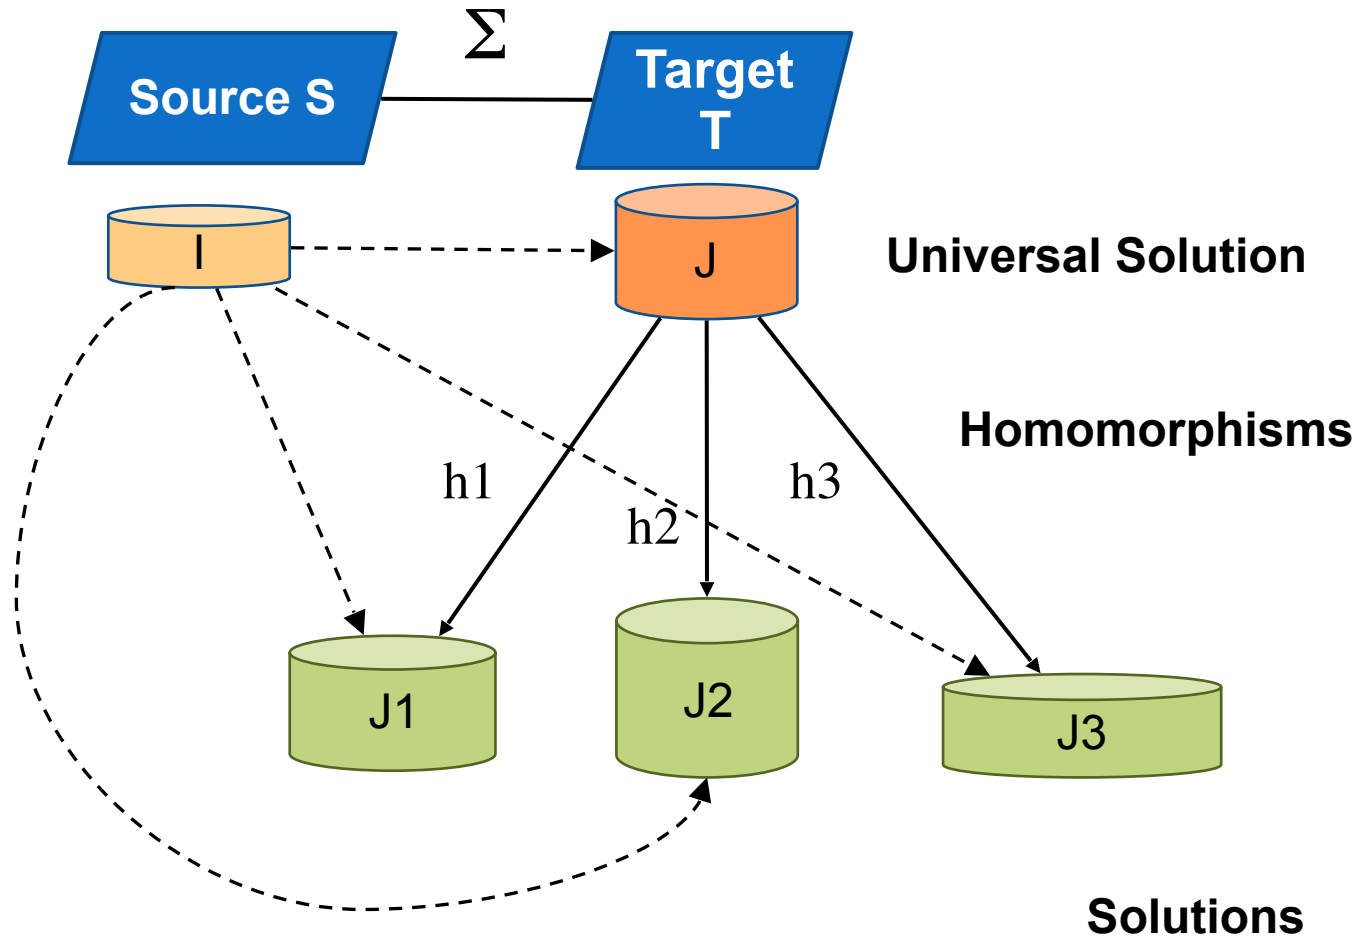 Σ
Source S
Target
T
I
J
Universal Solution
Homomorphisms
h1
h2
h3
J1
J2
J3
Solutions